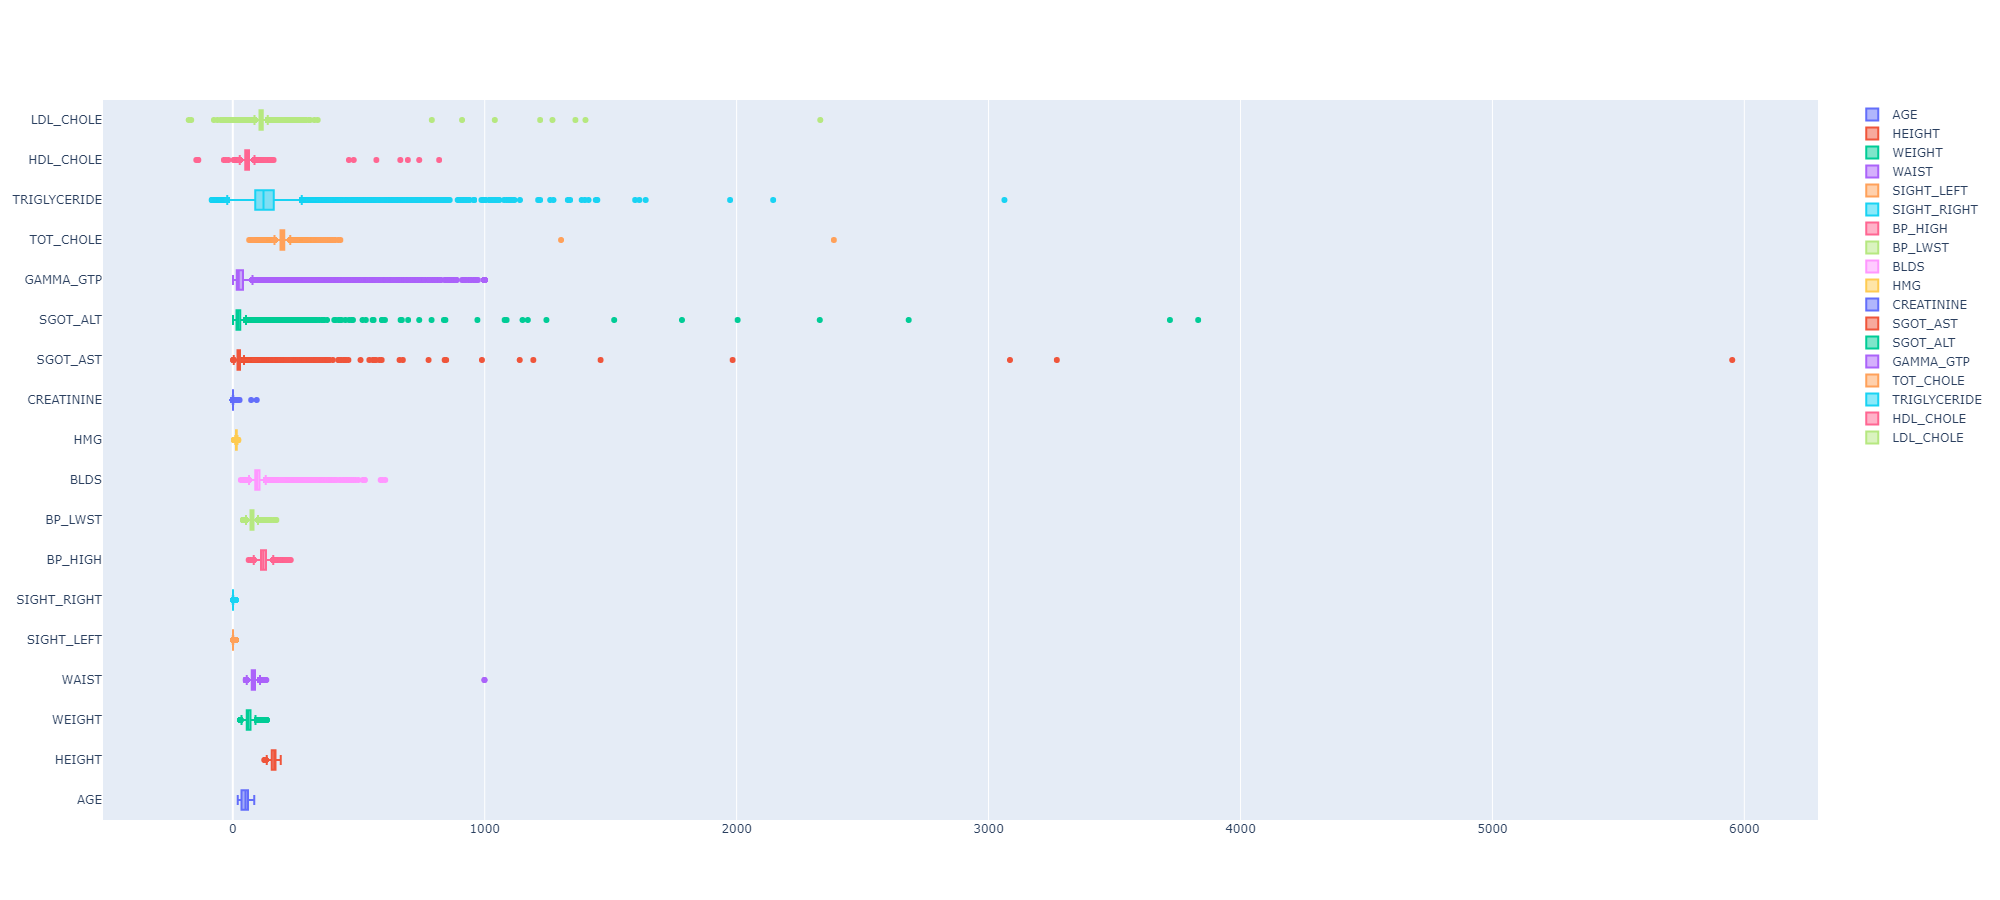 LDL_CHOLE
HDL_CHOLE
TRIGLYCERIDE
TOT_CHOLE
GAMMA_GTP
SGOT_ALT
SGOT_AST
CREATININE
HMG
BLDS
BP_LWST
BP_HIGH
SIGHT_RIGHT
SIGHT_LEFT
WAIST
WEIGHT
HEIGHT
AGE
0 1000 2000 3000 4000 5000 6000
AGE
HEIGHT
WEIGHT
WAIST
SIGHT_LEFT
SIGHT_RIGHT
BP_HIGH
BP_LWST
BLDS
HMG
CREATININE
SGOT_AST
SGOT_ALT
GAMMA_GTP
TOT_CHOLE
TRIGLYCERIDE
HDL_CHOLE
LDL_CHOLE